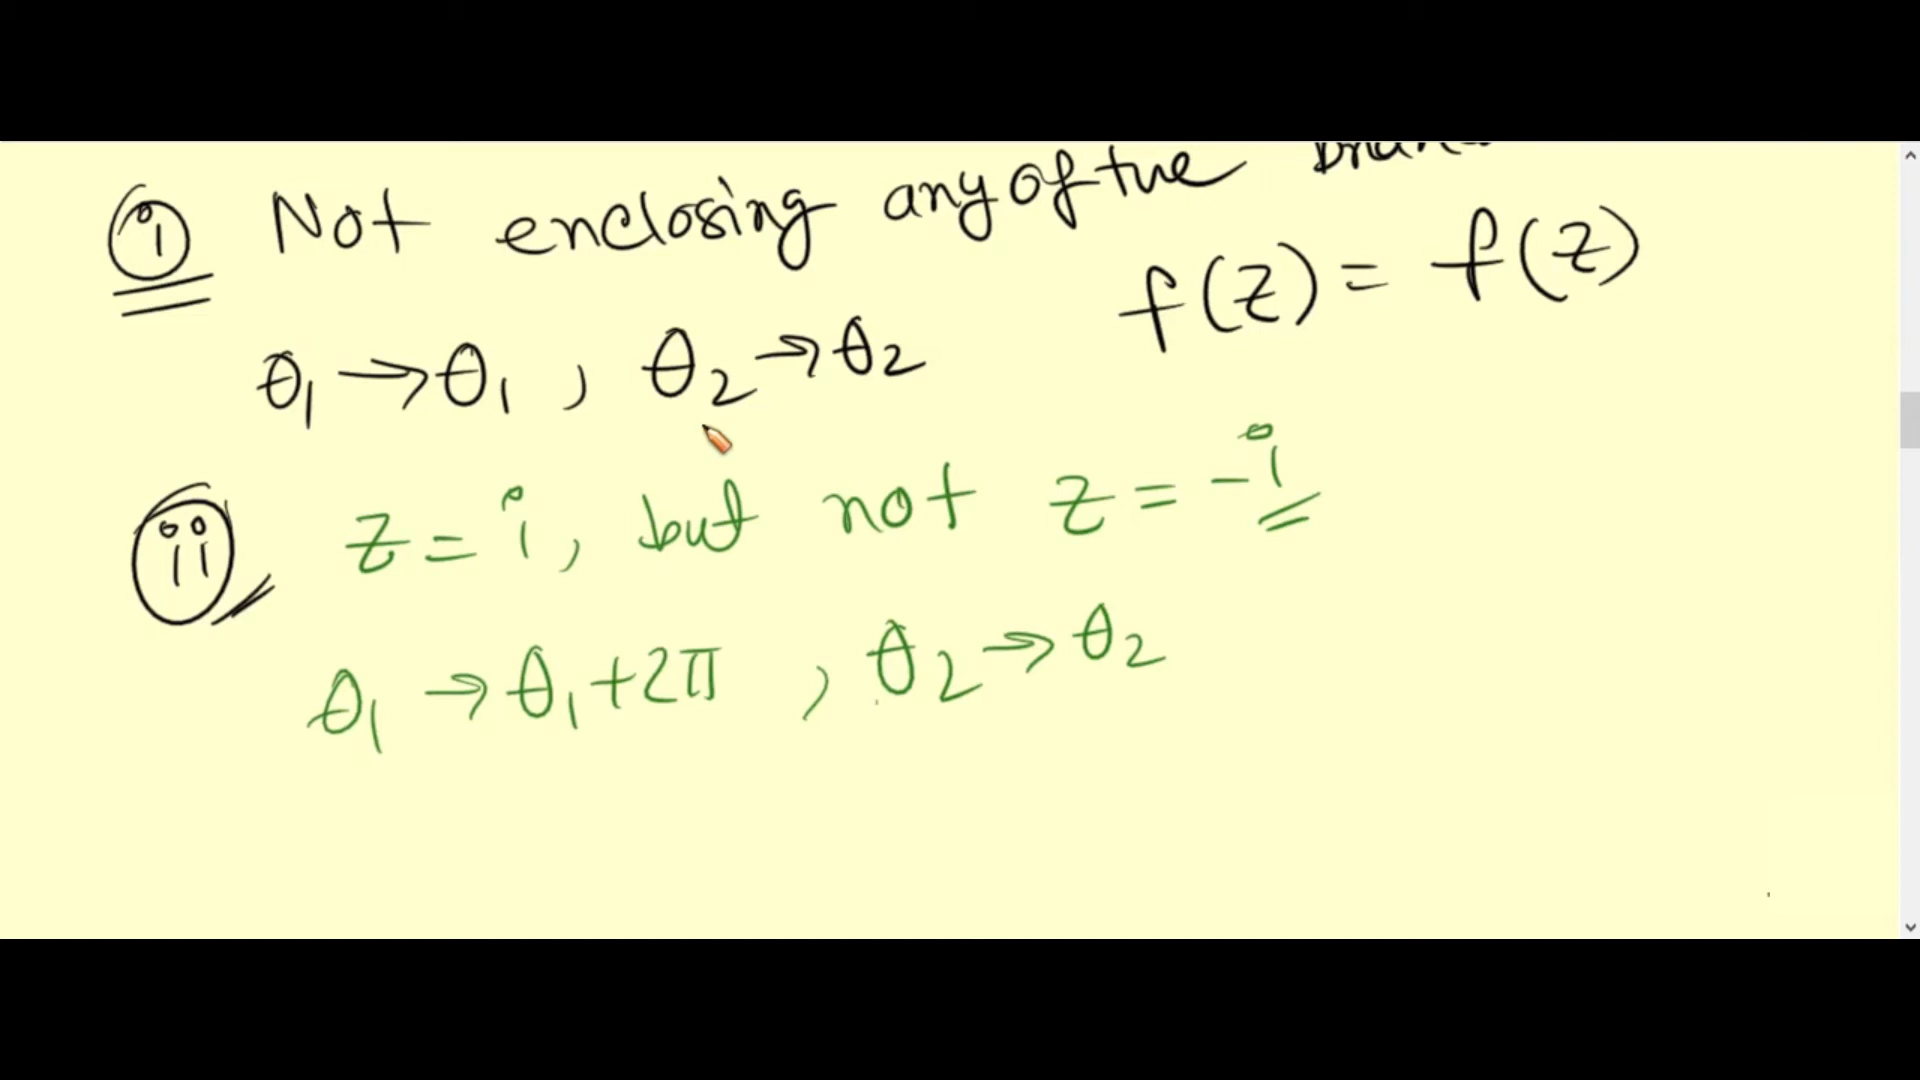 (i) Not enclosing any of the
f(z) = f(z)
θ₁ → θ₁ , θ₂ → θ₂
(ii) z = i, but not z = -i
θ₁ → θ₁ + 2π , θ₂ → θ₂